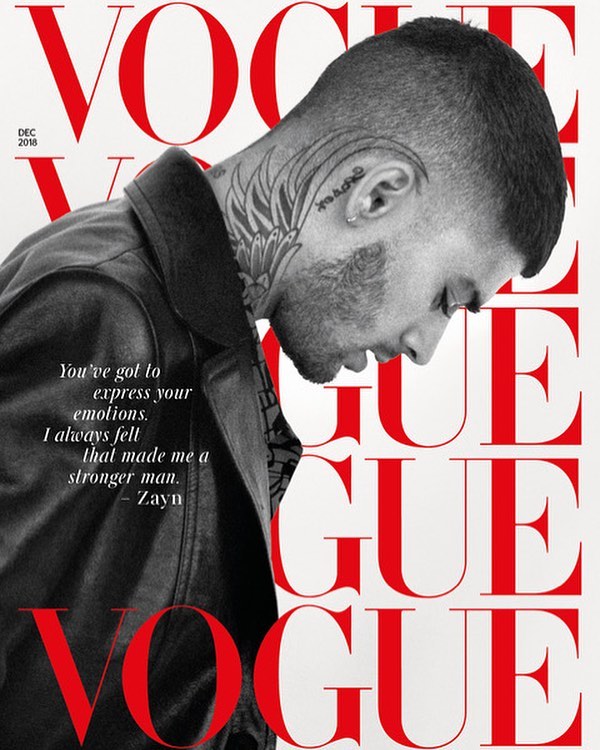 VOGUE
DEC
2018
VOGUE
VOGUE
You've got to
express your
emotions.
I always felt
that made me a
stronger man.
– Zayn
VOGUE
VOGUE